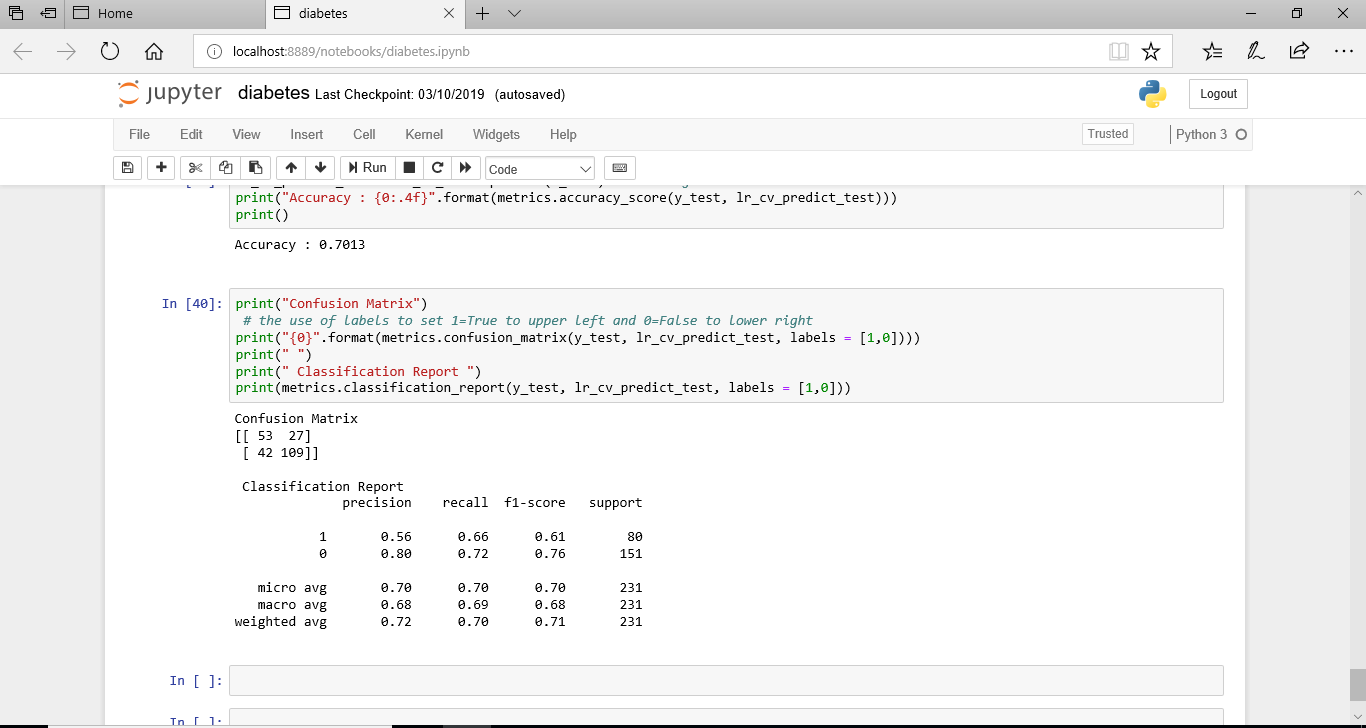 Home
diabetes
localhost:8889/notebooks/diabetes.ipynb
jupyter diabetes Last Checkpoint: 03/10/2019 (autosaved)
Logout
File Edit View Insert Cell Kernel Widgets Help
Trusted
Python 3
Run
Code
print("Accuracy : {0:.4f}".format(metrics.accuracy_score(y_test, lr_cv_predict_test)))
print()
Accuracy : 0.7013
In [40]:
print("Confusion Matrix")
# the use of labels to set 1=True to upper left and 0=False to lower right
print("{0}".format(metrics.confusion_matrix(y_test, lr_cv_predict_test, labels = [1,0])))
print(" ")
print(" Classification Report ")
print(metrics.classification_report(y_test, lr_cv_predict_test, labels = [1,0]))
Confusion Matrix
[[ 53  27]
[ 42 109]]
Classification Report
precision recall f1-score support
1 0.56 0.66 0.61 80
0 0.80 0.72 0.76 151
micro avg 0.70 0.70 0.70 231
macro avg 0.68 0.69 0.68 231
weighted avg 0.72 0.70 0.71 231
In [ ]:
In [ ]: